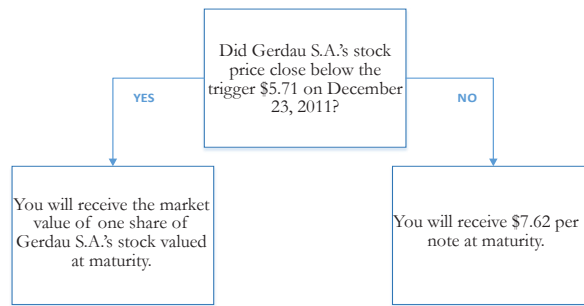 Did Gerdau S.A.'s stock
price close below the
trigger $5.71 on December
23, 2011?
YES
NO
You will receive the market
value of one share of
Gerdau S.A.'s stock valued
at maturity.
You will receive $7.62 per
note at maturity.